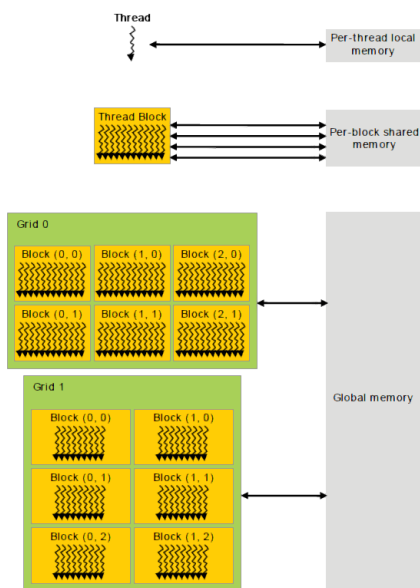 Thread
Per-thread local
memory
Thread Block
Per-block shared
memory
Grid 0
Block (0, 0) Block (1, 0) Block (2, 0)
Block (0, 1) Block (1, 1) Block (2, 1)
Grid 1
Global memory
Block (0, 0) Block (1, 0)
Block (0, 1) Block (1, 1)
Block (0, 2) Block (1, 2)